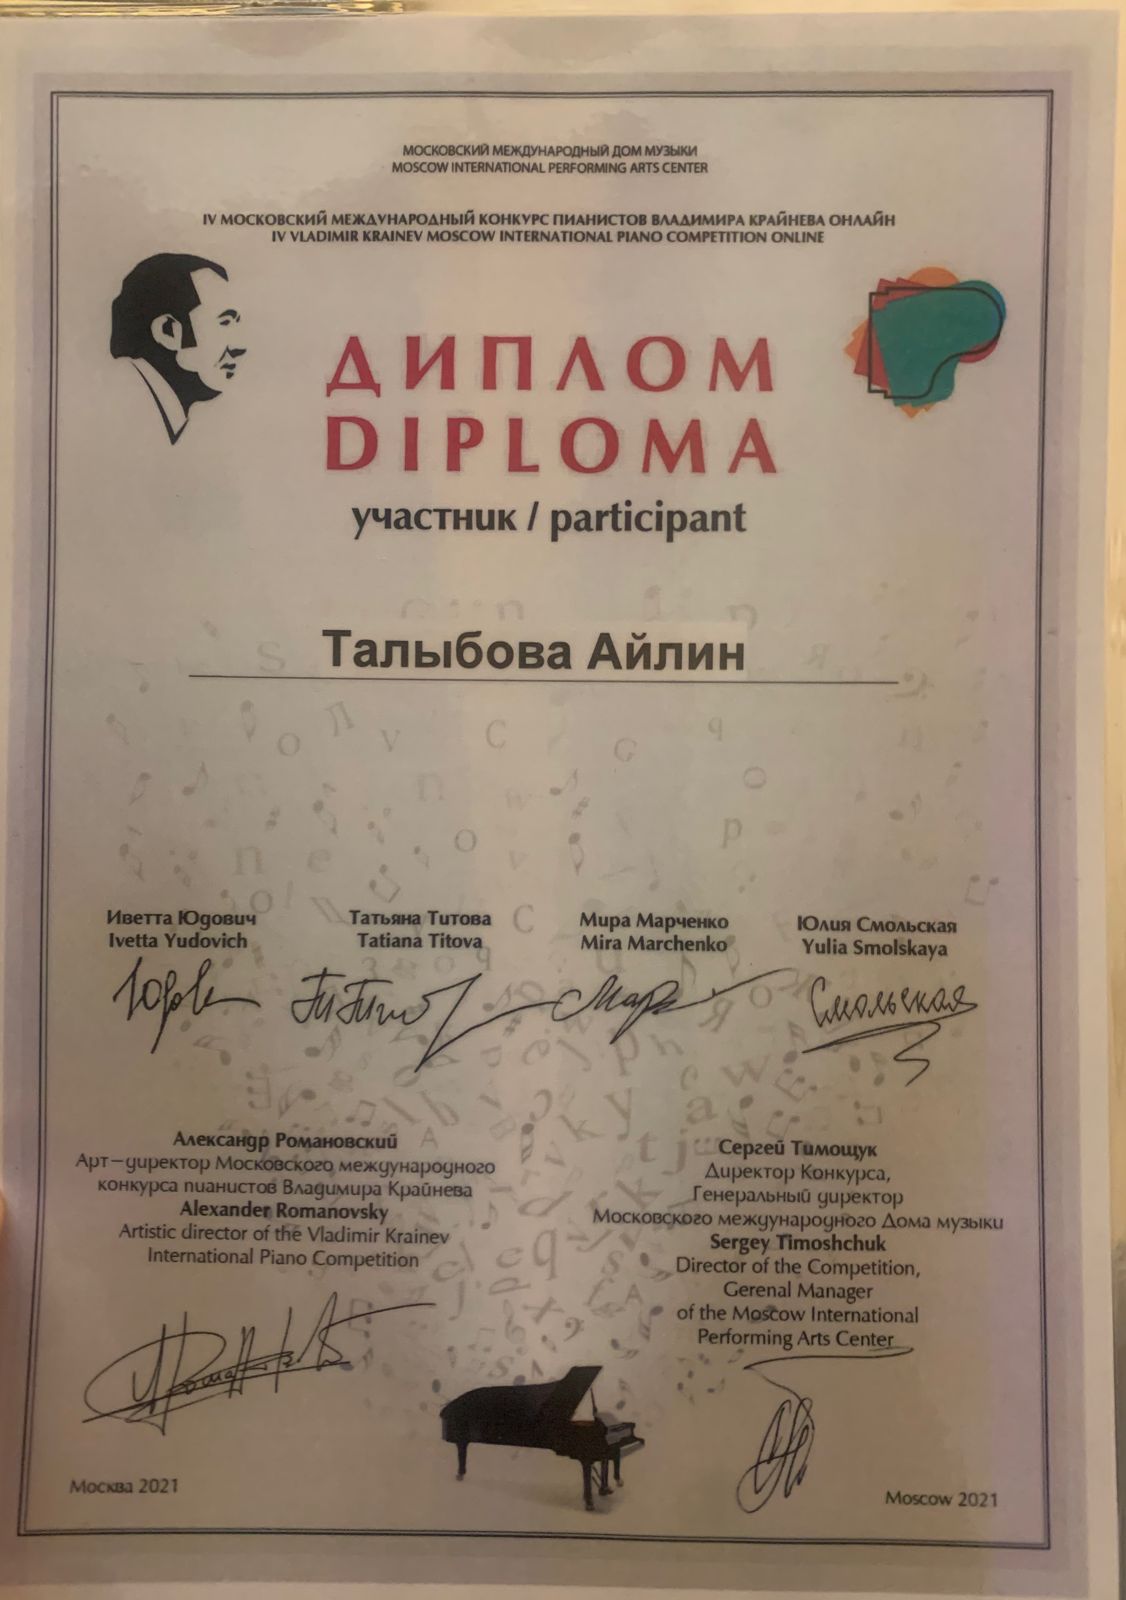 МОСКОВСКИЙ МЕЖДУНАРОДНЫЙ ДОМ МУЗЫКИ
MOSCOW INTERNATIONAL PERFORMING ARTS CENTER
IV МОСКОВСКИЙ МЕЖДУНАРОДНЫЙ КОНКУРС ПИАНИСТОВ ВЛАДИМИРА КРАЙНЕВА ОНЛАЙН
IV VLADIMIR KRAINEV MOSCOW INTERNATIONAL PIANO COMPETITION ONLINE
ДИПЛОМ
DIPLOMA
участник / participant
Талыбова Айлин
Иветта Юдович
Ivetta Yudovich
Татьяна Титова
Tatiana Titova
Мира Марченко
Mira Marchenko
Юлия Смольская
Yulia Smolskaya
Смольская
Александр Романовский
Арт-директор Московского международного
конкурса пианистов Владимира Крайнева
Alexander Romanovsky
Artistic director of the Vladimir Krainev
International Piano Competition
Сергей Тимощук
Директор Конкурса,
Генеральный директор
Московского международного Дома музыки
Sergey Timoshchuk
Director of the Competition,
Gerenal Manager
of the Moscow International
Performing Arts Center
Москва 2021
Moscow 2021